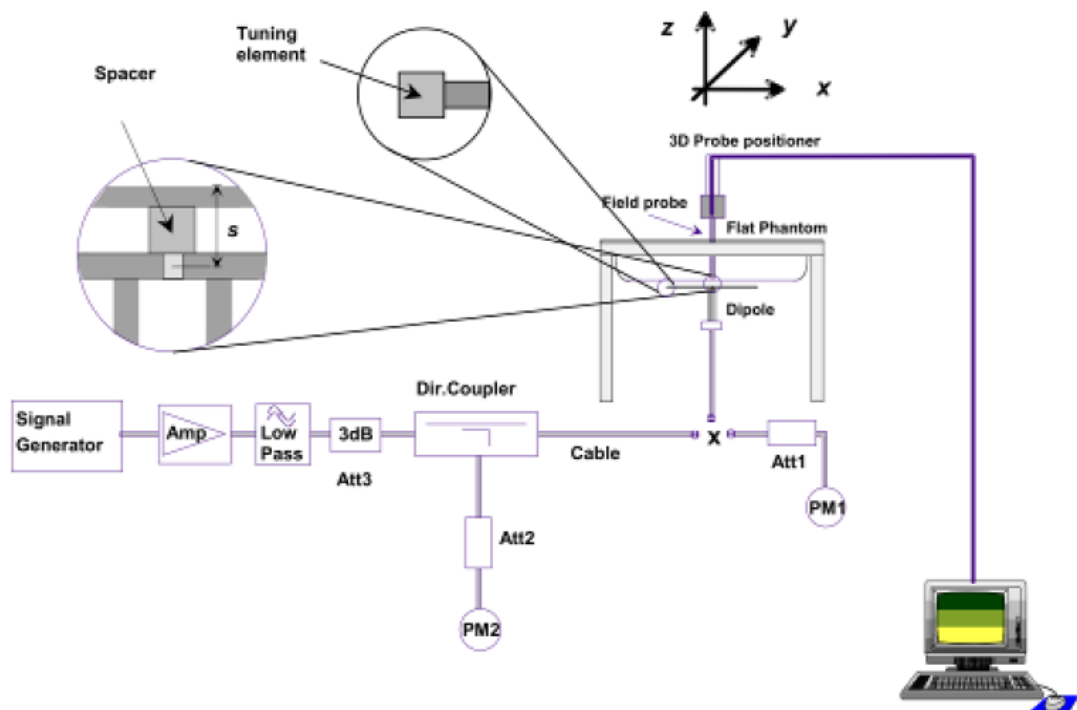 Tuning
element
Spacer
z
y
x
3D Probe positioner
Field probe
Flat Phantom
s
Dipole
Dir.Coupler
Signal
Generator
Amp
Low
Pass
3dB
Att3
Cable
x
Att1
PM1
Att2
PM2